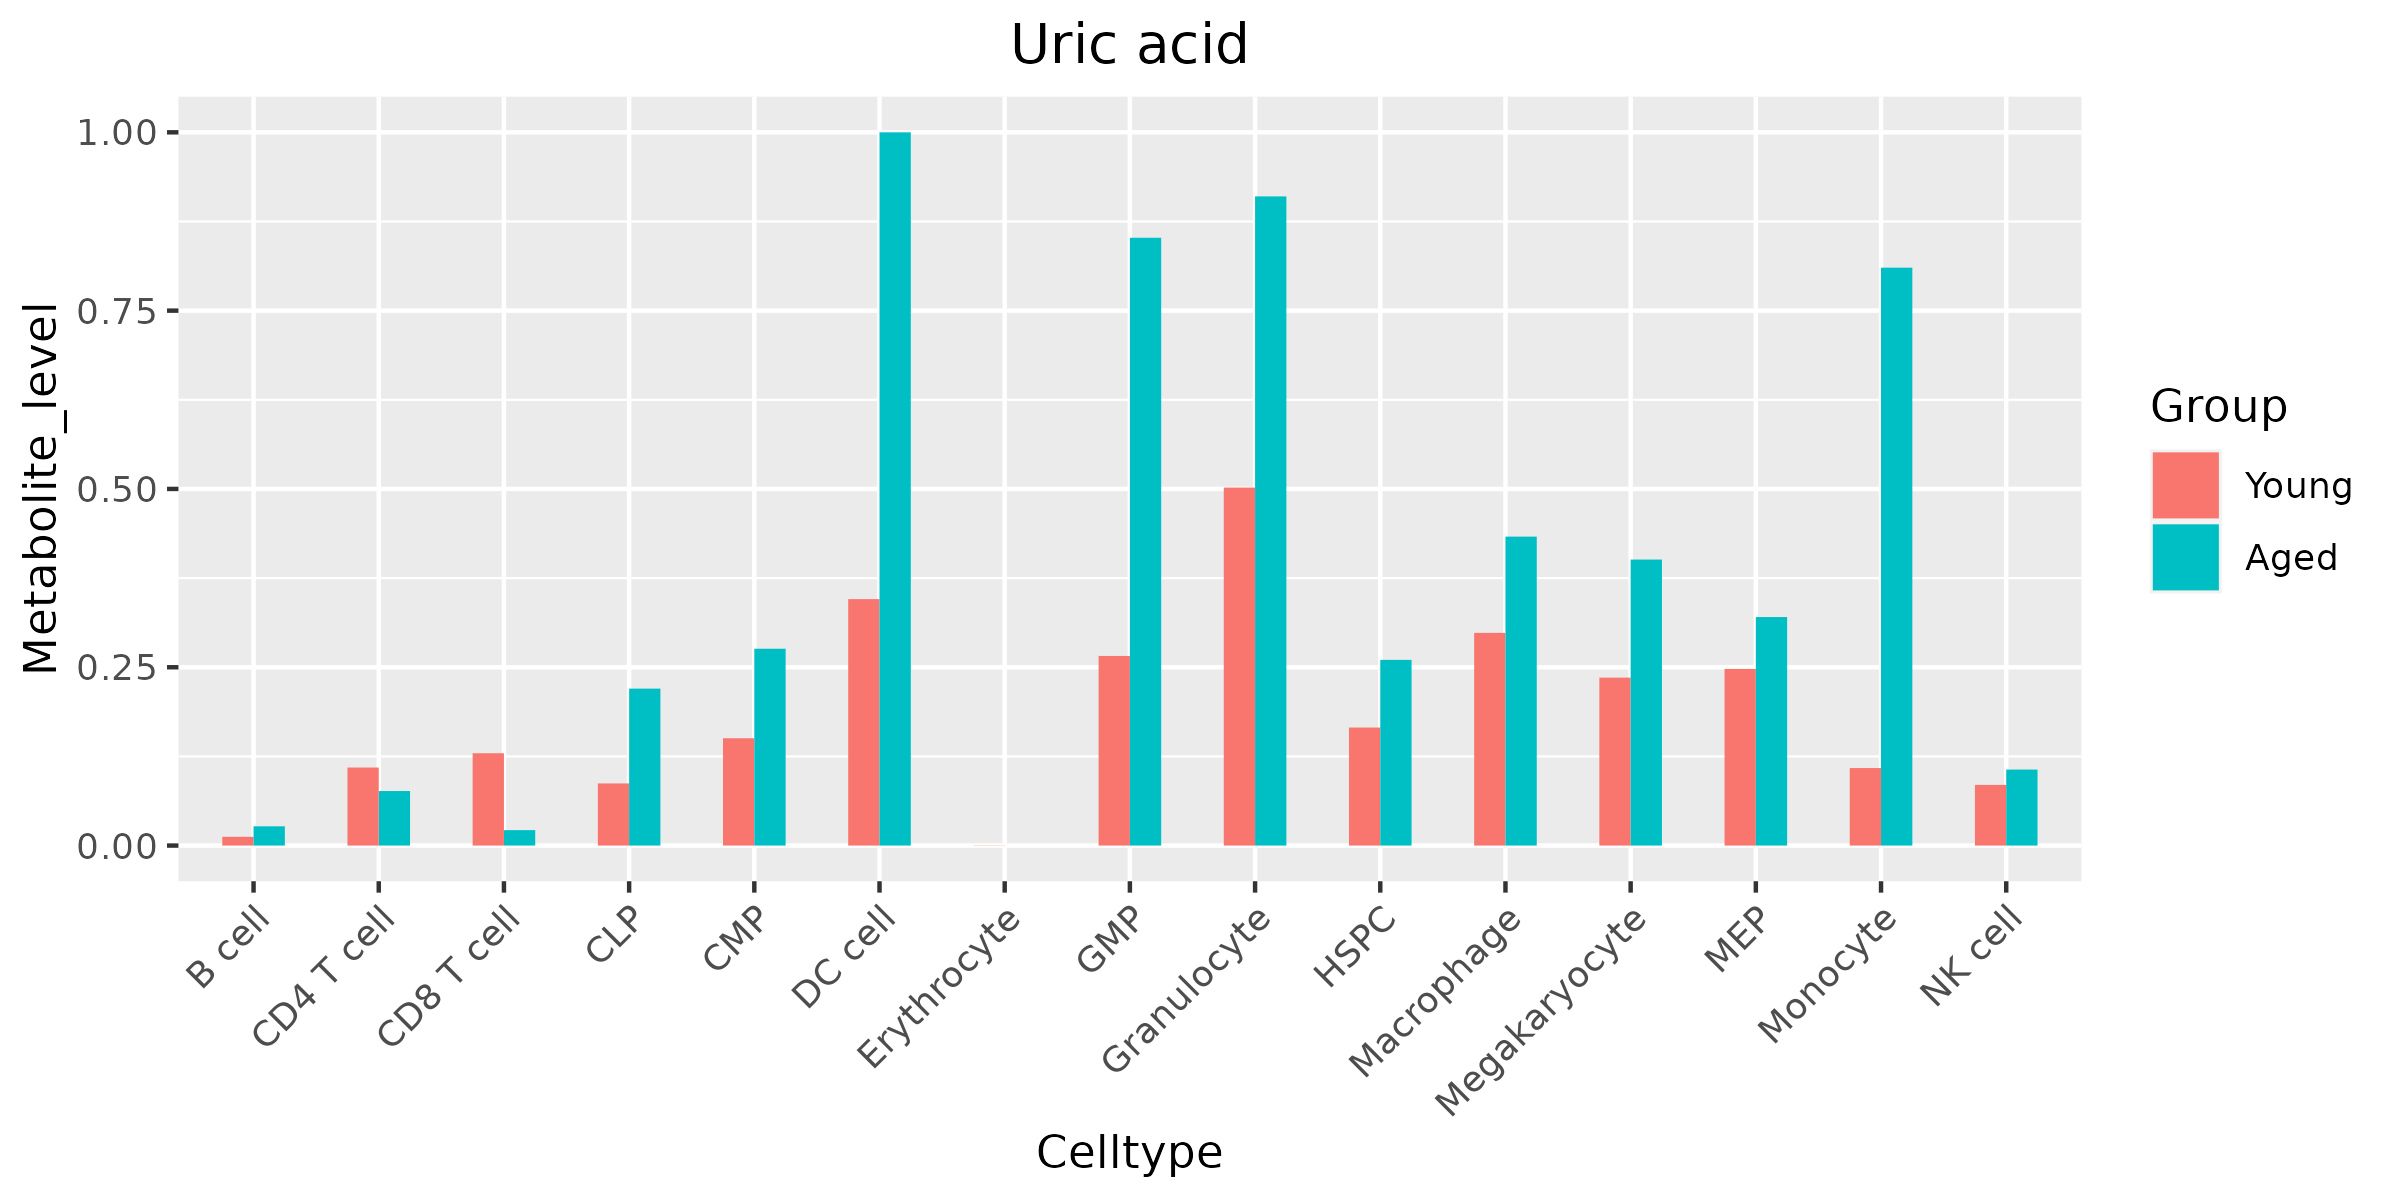 Uric acid
Metabolite_level
1.00
0.75
0.50
0.25
0.00
B cell
CD4 T cell
CD8 T cell
CLP
CMP
DC cell
Erythrocyte
GMP
Granulocyte
HSPC
Macrophage
Megakaryocyte
MEP
Monocyte
NK cell
Celltype
Group
Young
Aged